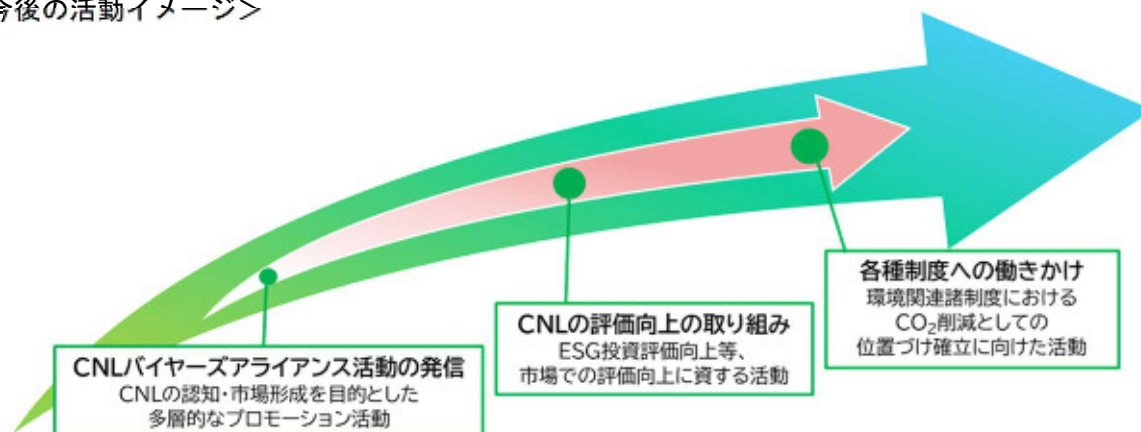 今後の活動イメージ＞
CNLバイヤーズアライアンス活動の発信
CNLの認知・市場形成を目的とした
多層的なプロモーション活動
CNLの評価向上の取り組み
ESG投資評価向上等、
市場での評価向上に資する活動
各種制度への働きかけ
環境関連諸制度における
CO₂削減としての
位置づけ確立に向けた活動